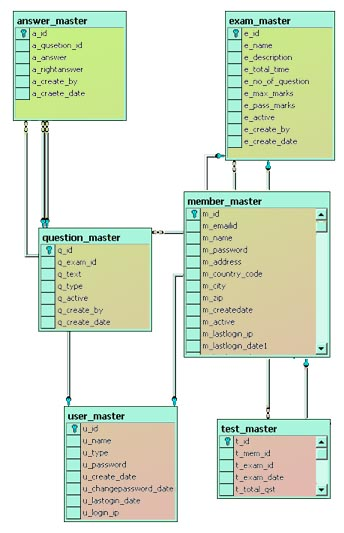 answer_master
a_id
a_qusetion_id
a_answer
a_rightanswer
a_create_by
a_craete_date
exam_master
e_id
e_name
e_description
e_total_time
e_no_of_question
e_max_marks
e_pass_marks
e_active
e_create_by
e_create_date
member_master
m_id
m_emailid
m_name
m_password
m_address
m_country_code
m_city
m_zip
m_createdate
m_active
m_lastlogin_ip
m_lastlogin_date1
question_master
q_id
q_exam_id
q_text
q_type
q_active
q_create_by
q_create_date
user_master
u_id
u_name
u_type
u_password
u_create_date
u_changepassword_date
u_lastogin_date
u_login_ip
test_master
t_id
t_mem_id
t_exam_id
t_exam_date
t_total_qst